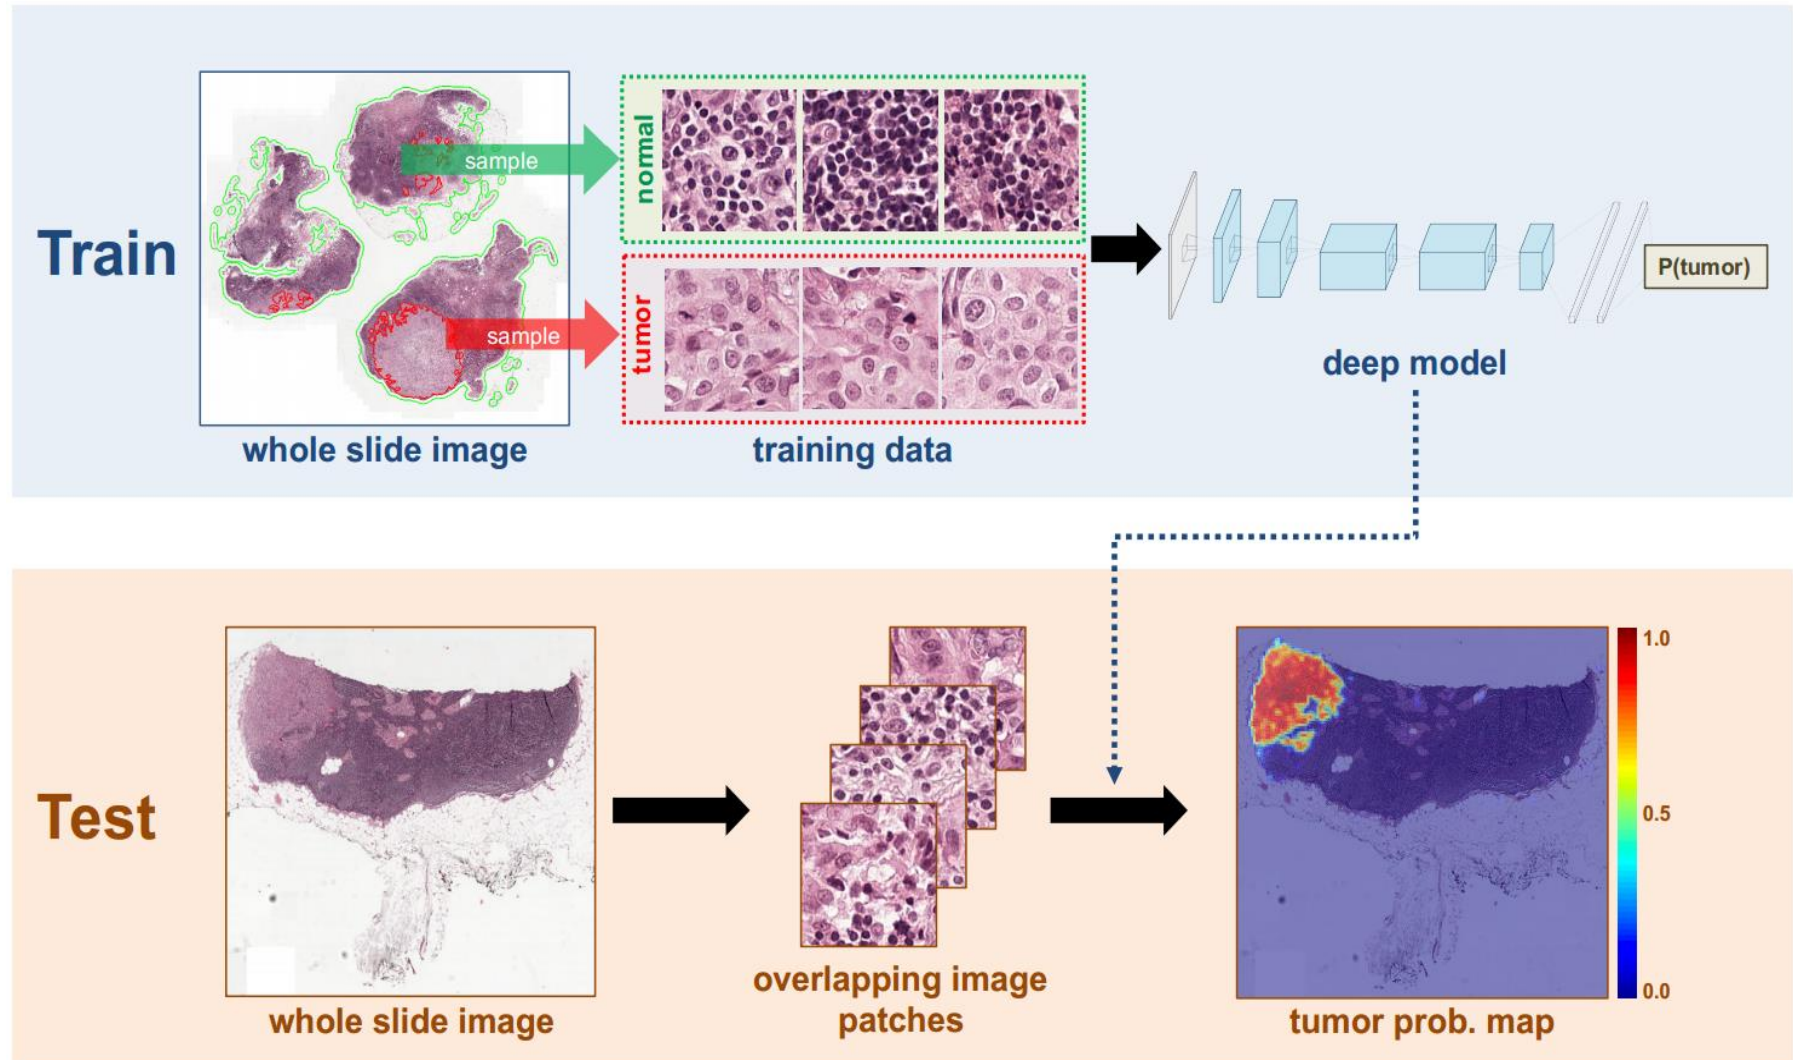 Train
sample
sample
normal
tumor
P(tumor)
deep model
whole slide image
training data
Test
1.0
0.5
0.0
overlapping image
patches
whole slide image
tumor prob. map